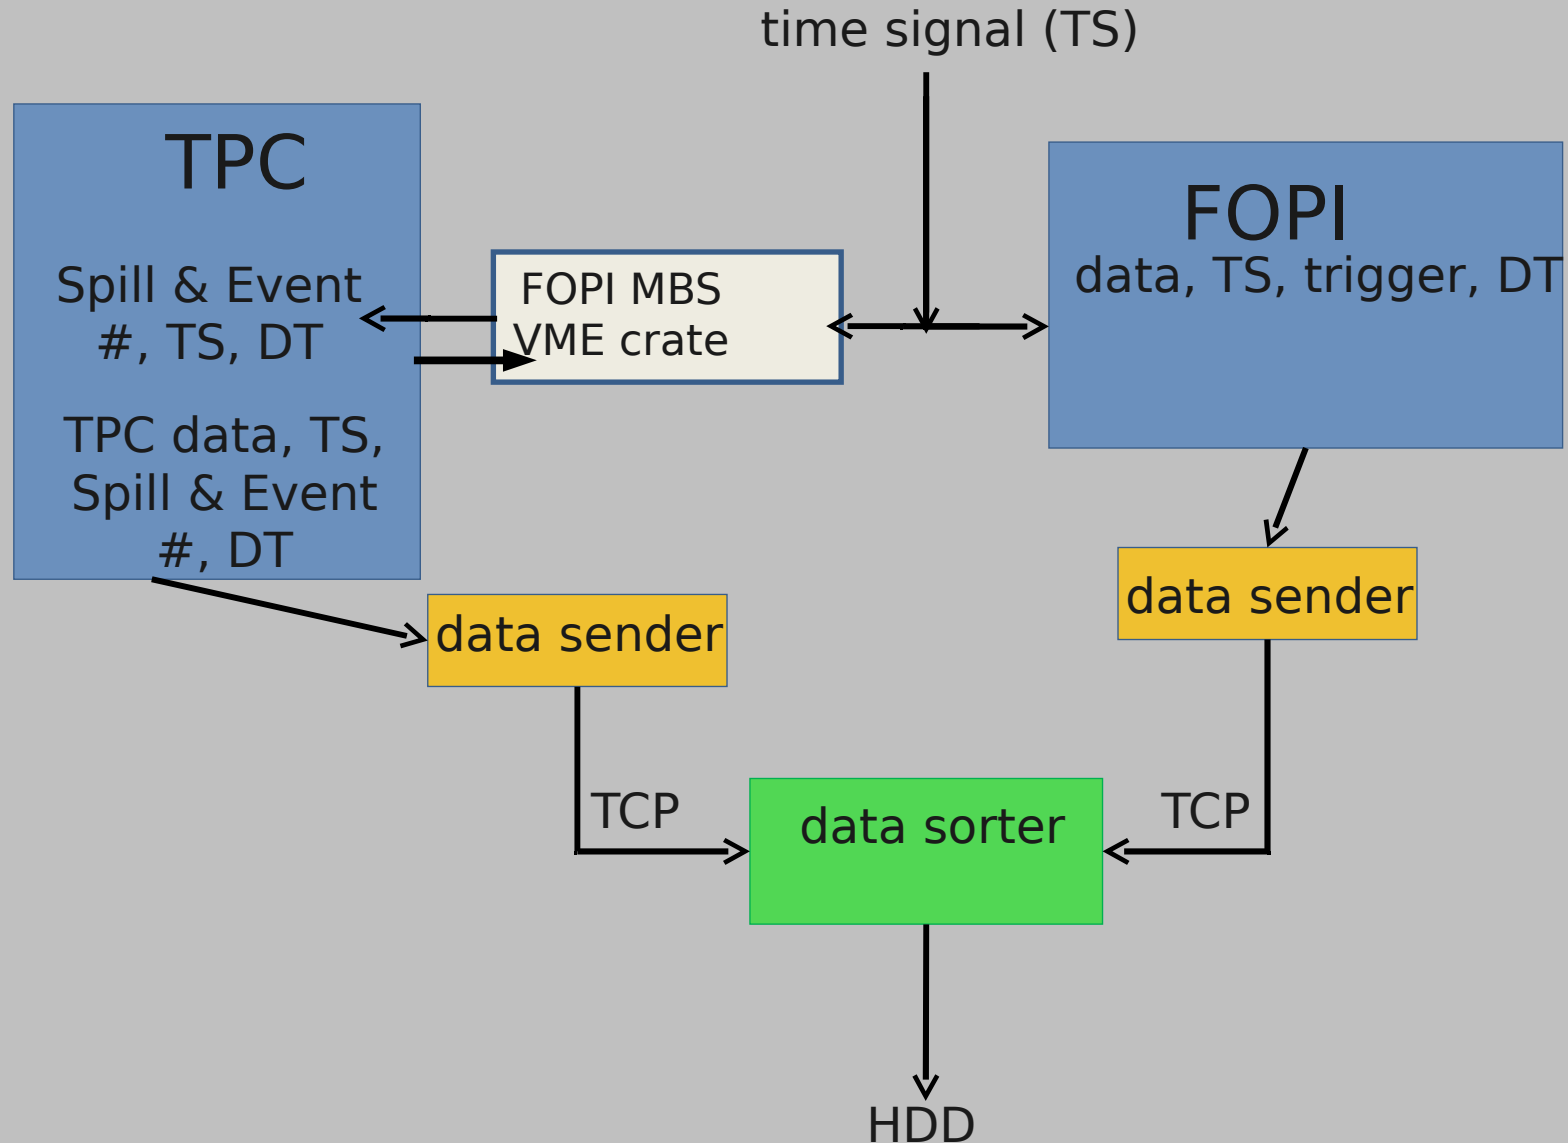 time signal (TS)
TPC
Spill & Event
#, TS, DT
TPC data, TS,
Spill & Event
#, DT
FOPI MBS
VME crate
FOPI
data, TS, trigger, DT
data sender
data sender
TCP
data sorter
TCP
HDD